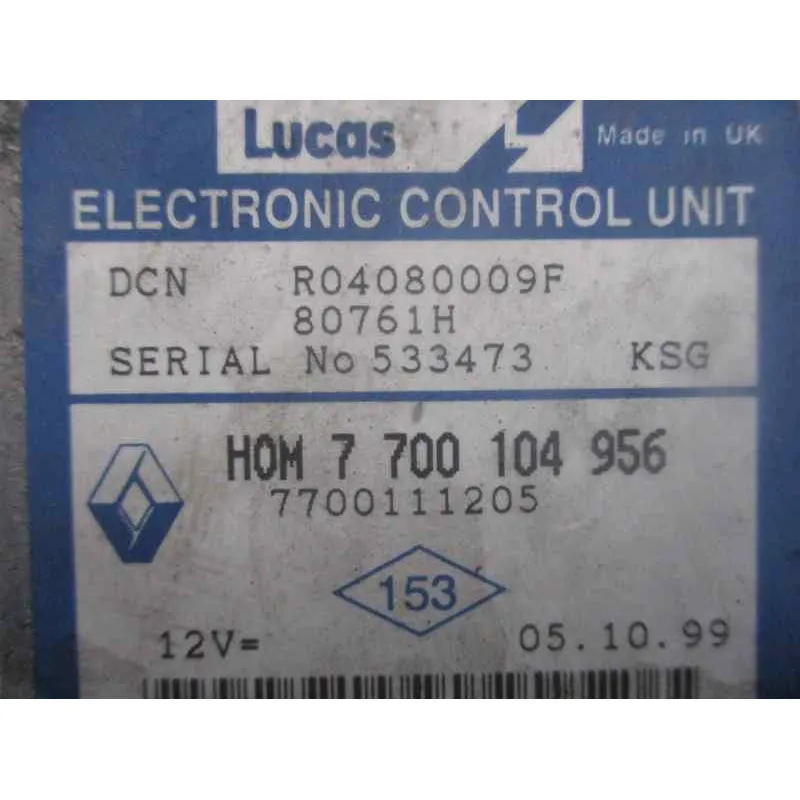 Lucas Made in UK
ELECTRONIC CONTROL UNIT
DCN R04080009F
80761H
SERIAL No 533473 KSG
HOM 7 700 104 956
7700111205
153
12V= 05.10.99